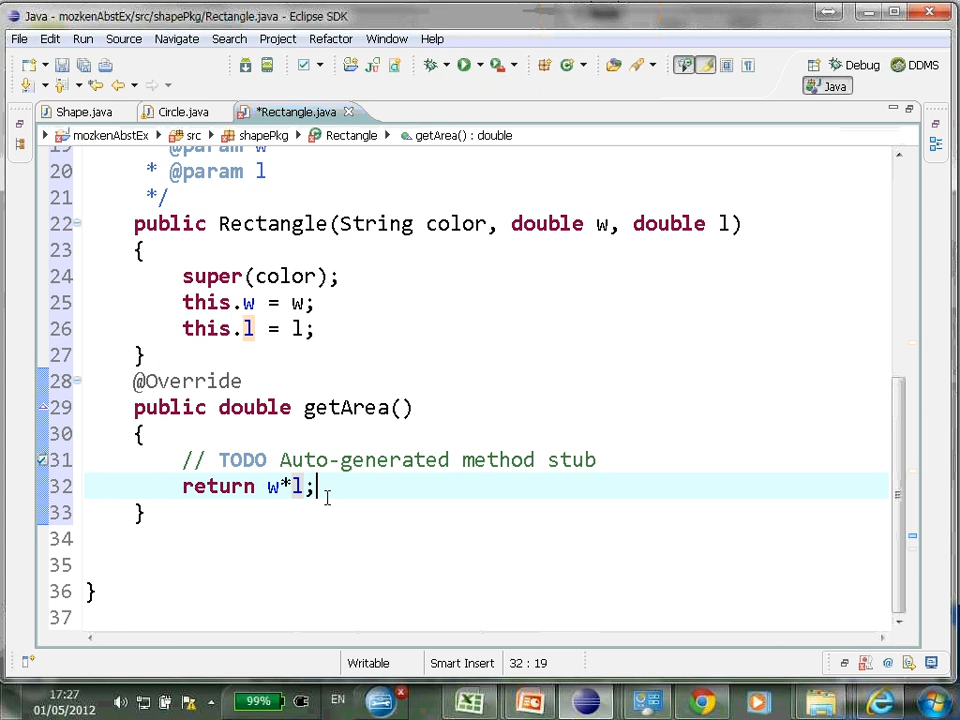 Java - mozkenAbstEx/src/shapePkg/Rectangle.java - Eclipse SDK
File Edit Run Source Navigate Search Project Refactor Window Help
Debug DDMS
Java
Shape.java Circle.java *Rectangle.java
mozkenAbstEx src shapePkg Rectangle getArea() : double
19 @param w
20 * @param l
21 */
22 public Rectangle(String color, double w, double l)
23 {
24 super(color);
25 this.w = w;
26 this.l = l;
27 }
28 @Override
29 public double getArea()
30 {
31 // TODO Auto-generated method stub
32 return w*l;
33 }
34
35
36 }
37
Writable Smart Insert 32 : 19
17:27 99% EN
01/05/2012